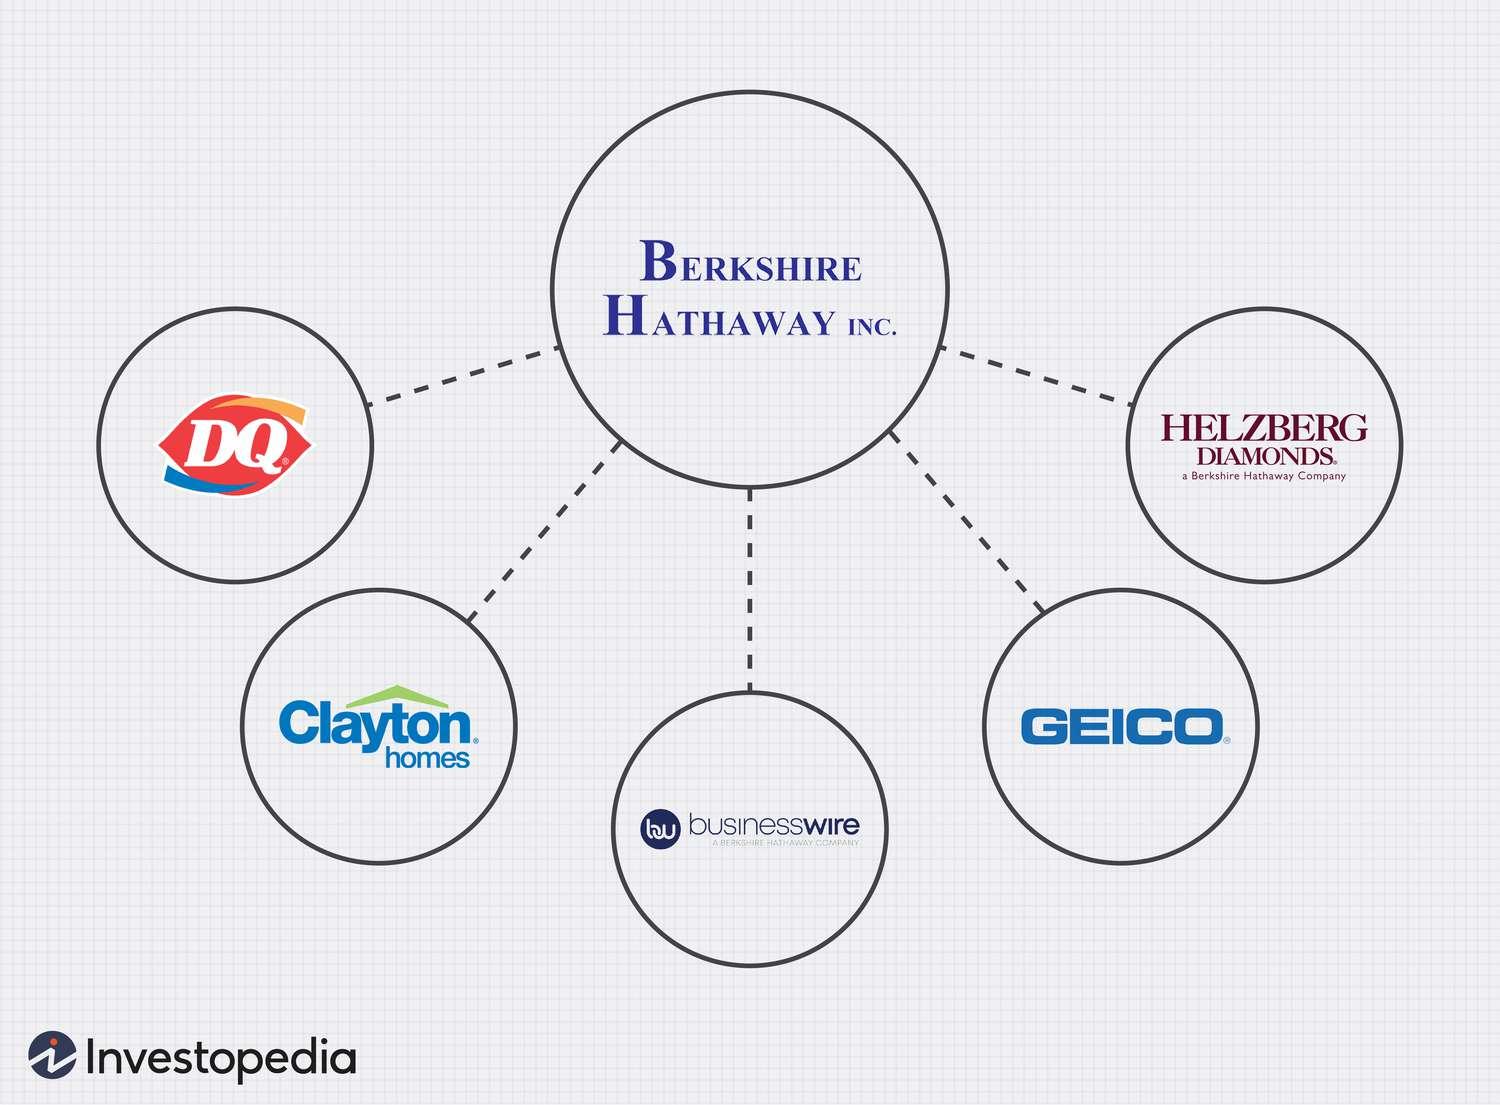 BERKSHIRE
HATHAWAY INC.
DQ®
HELZBERG
DIAMONDS®
a Berkshire Hathaway Company
Clayton®
homes
GEICO®
bw businesswire
A BERKSHIRE HATHAWAY COMPANY
Investopedia